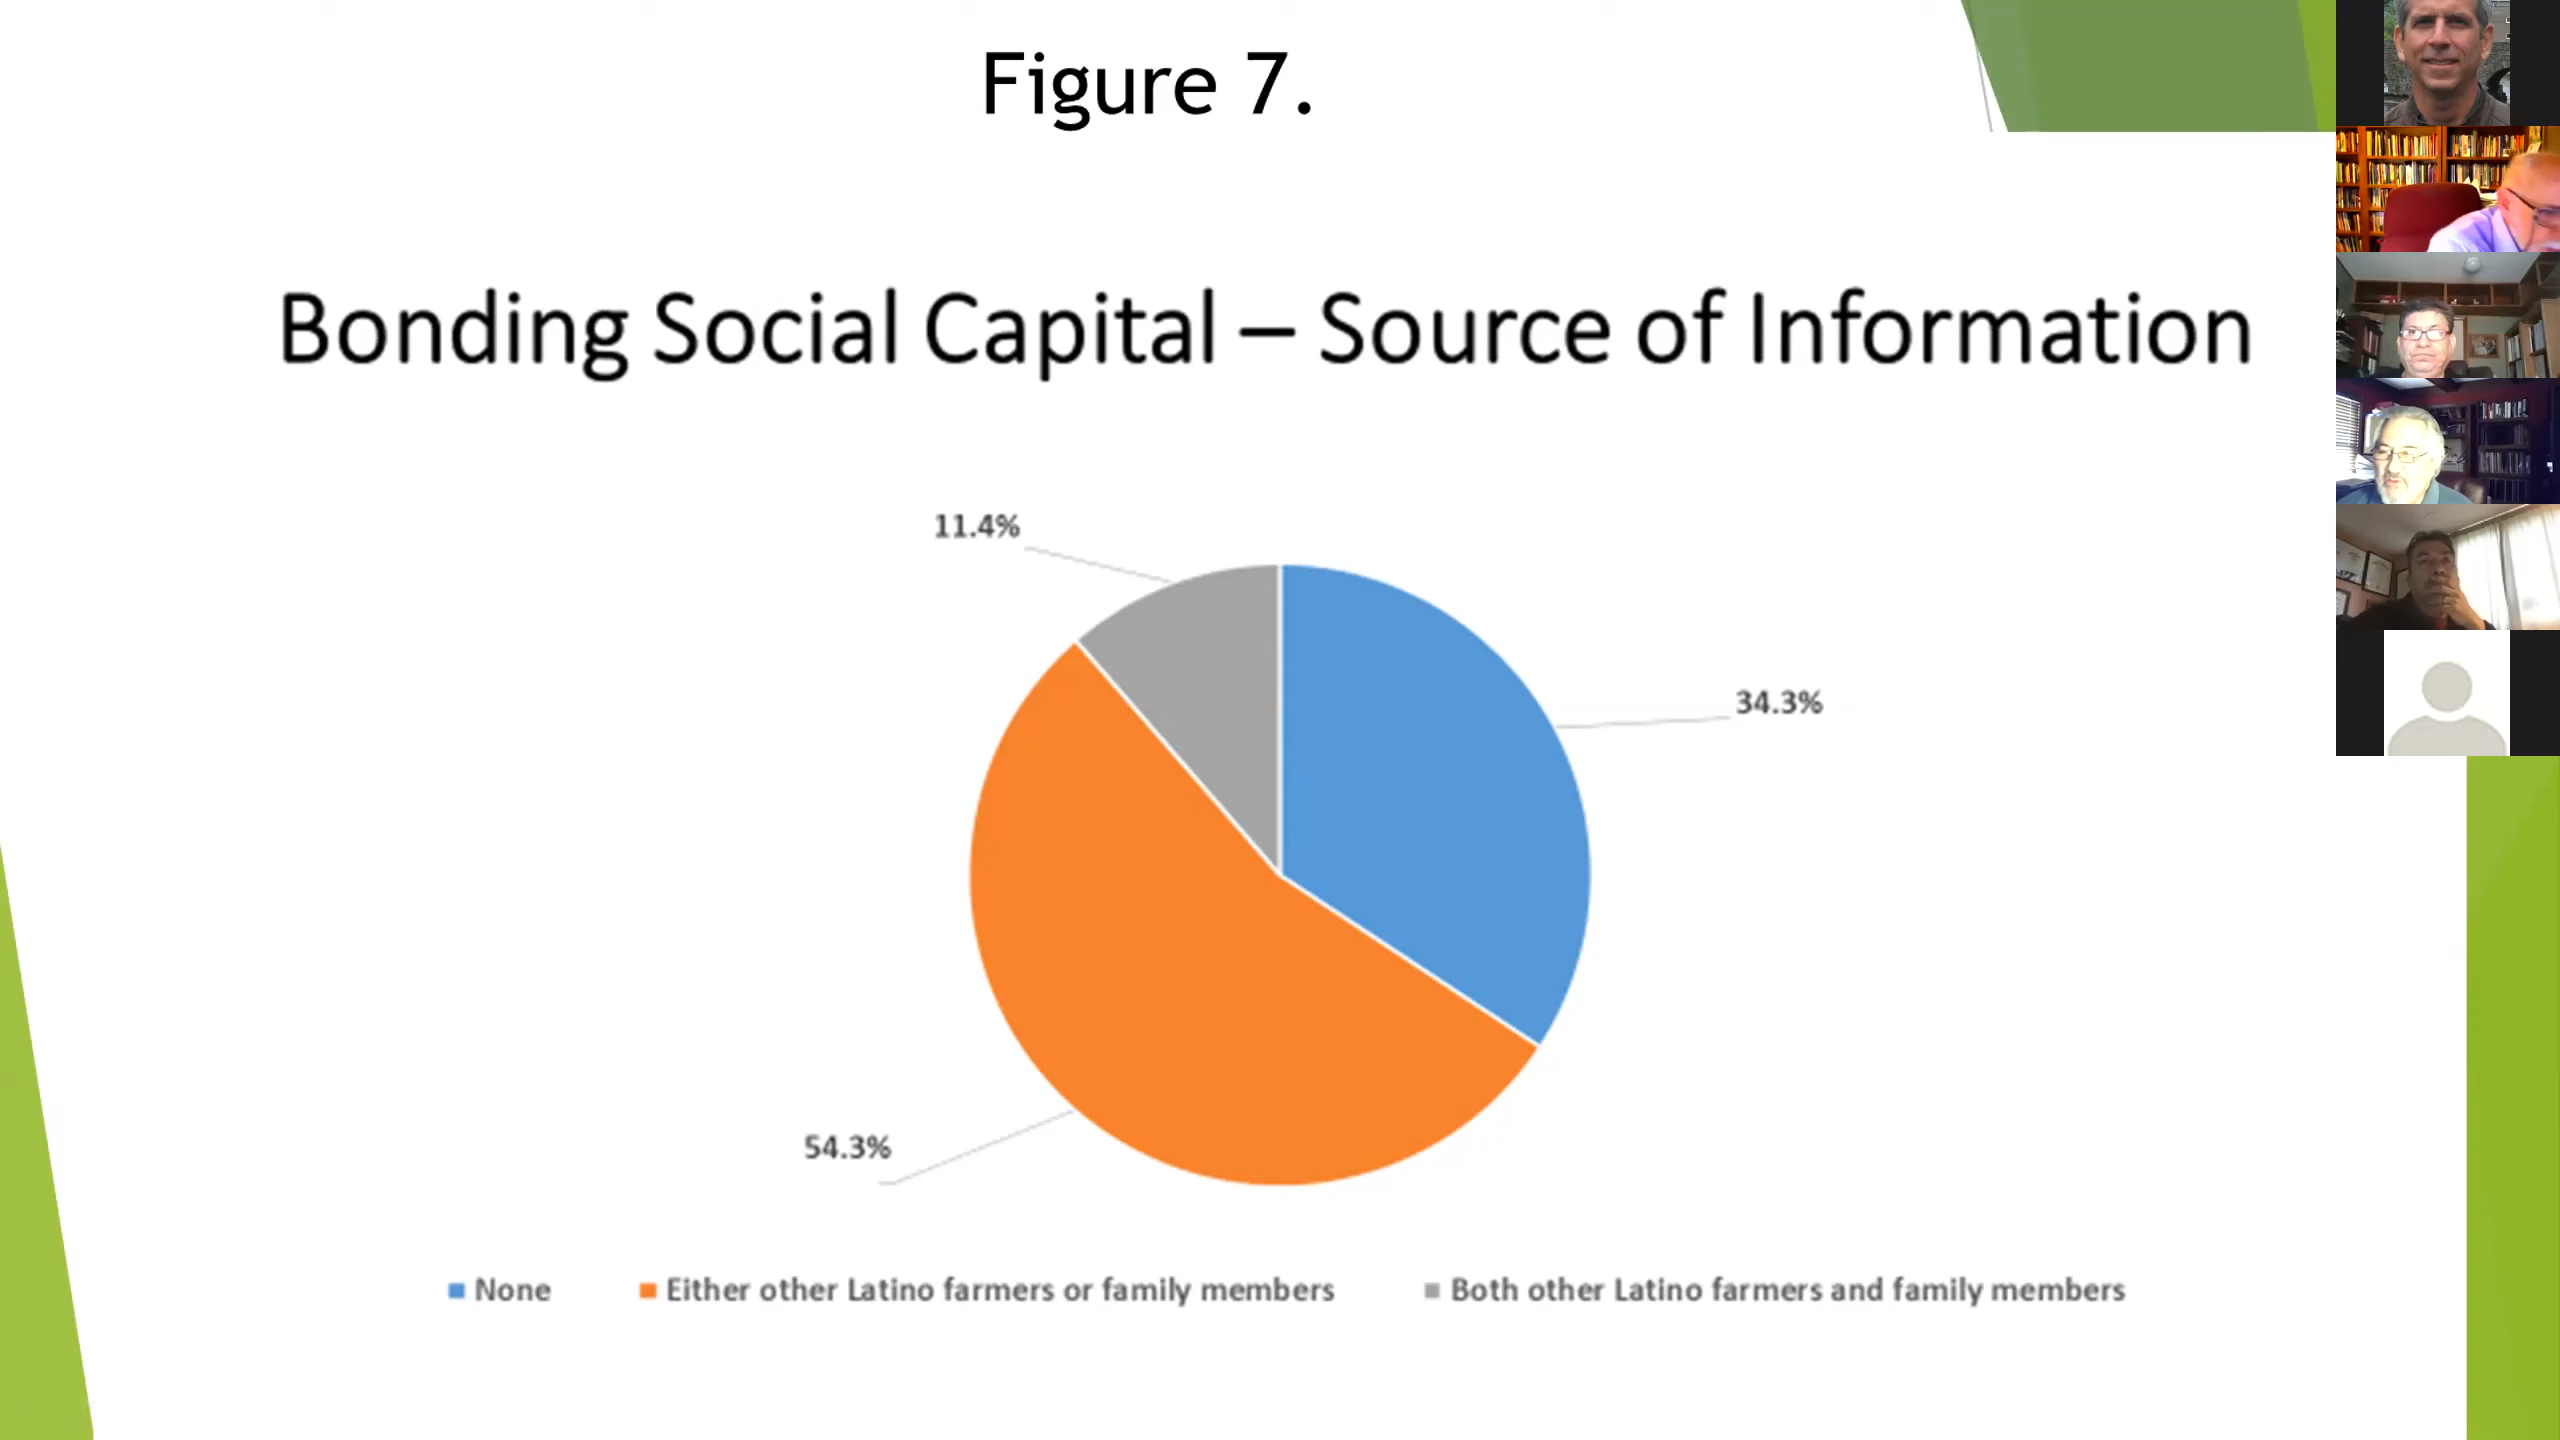 Figure 7.
Bonding Social Capital – Source of Information
11.4%
34.3%
54.3%
None Either other Latino farmers or family members Both other Latino farmers and family members